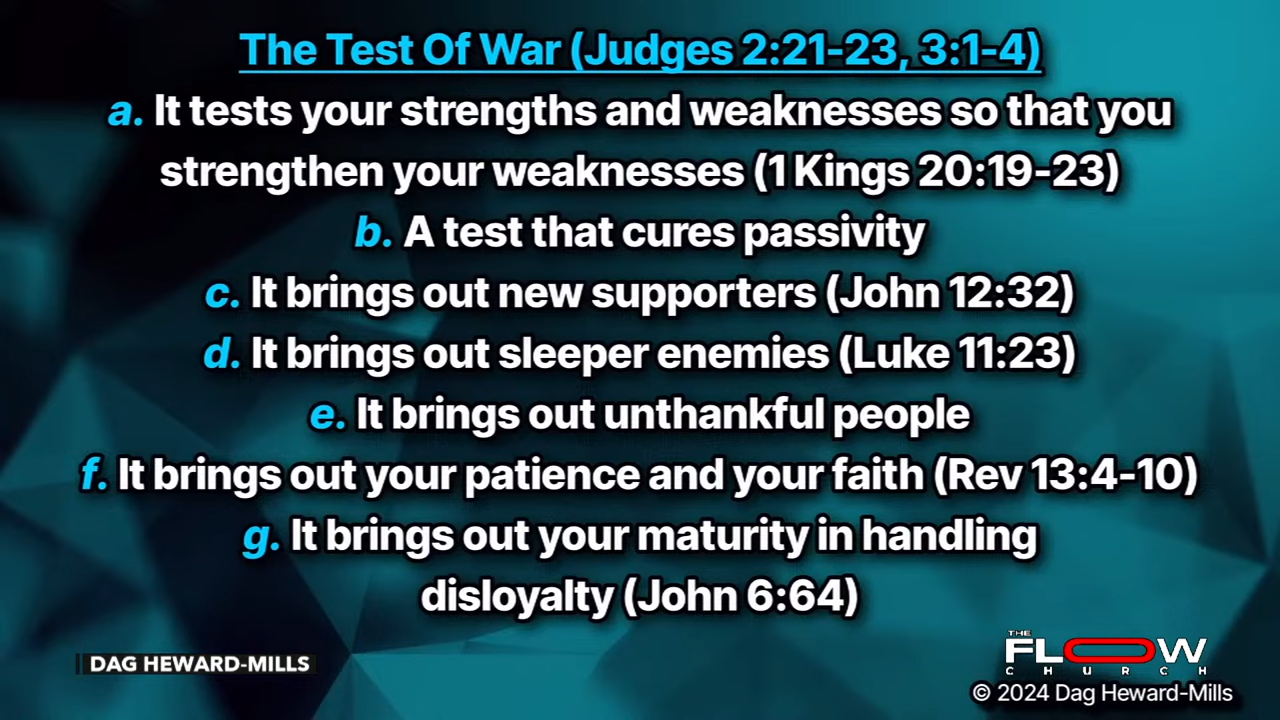 The Test Of War (Judges 2:21-23, 3:1-4)
a. It tests your strengths and weaknesses so that you
strengthen your weaknesses (1 Kings 20:19-23)
b. A test that cures passivity
c. It brings out new supporters (John 12:32)
d. It brings out sleeper enemies (Luke 11:23)
e. It brings out unthankful people
f. It brings out your patience and your faith (Rev 13:4-10)
g. It brings out your maturity in handling
disloyalty (John 6:64)
DAG HEWARD-MILLS
THE
FLOW
CHURCH
© 2024 Dag Heward-Mills